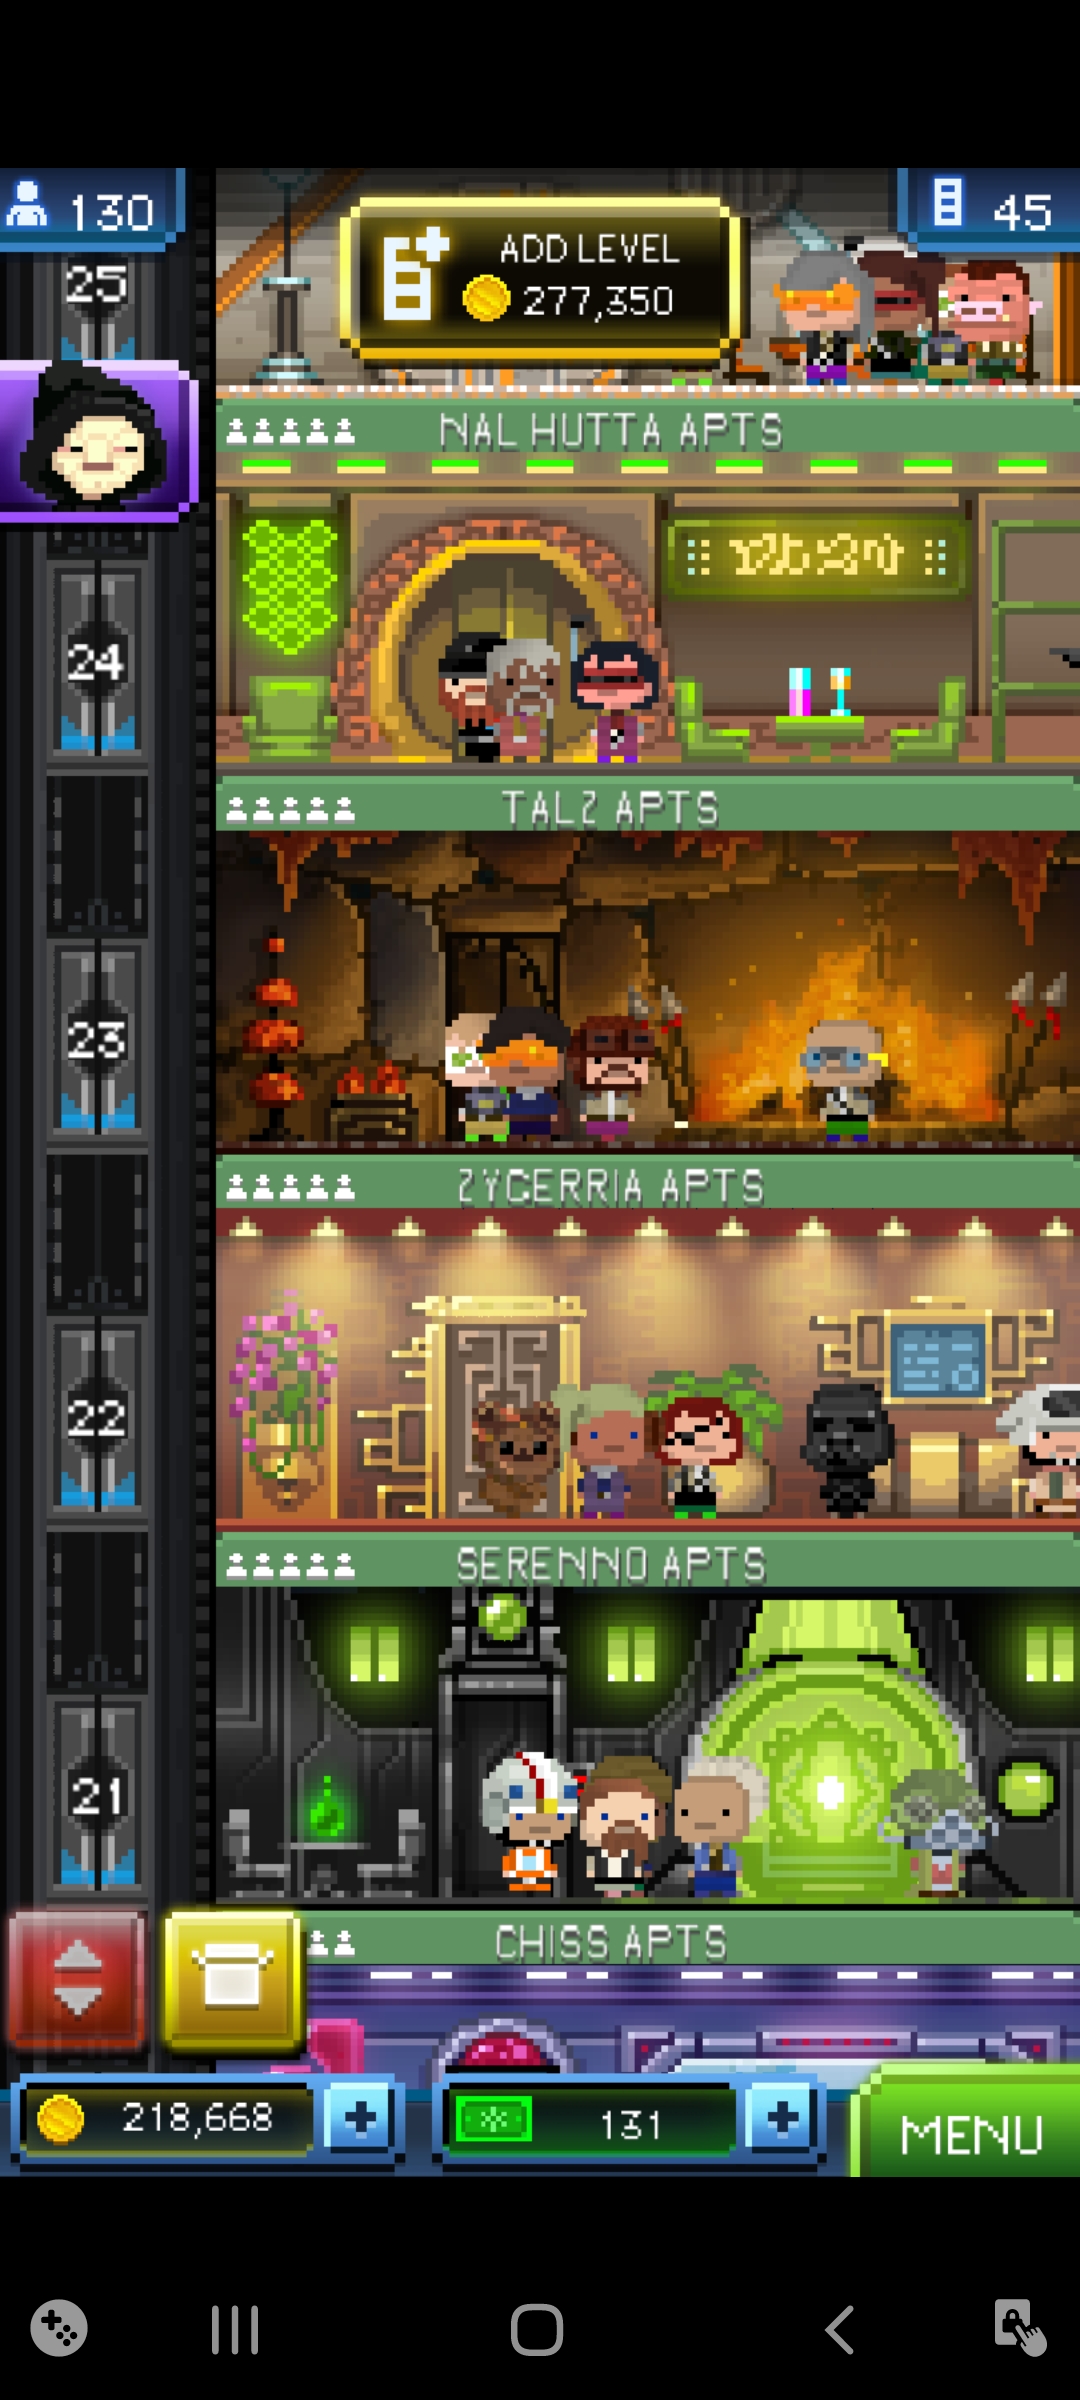 130
ADD LEVEL
277,350
45
25
NAL HUTTA APTS
24
TALZ APTS
23
ZYGERRIA APTS
22
SERENNO APTS
21
CHISS APTS
218,668
131
MENU